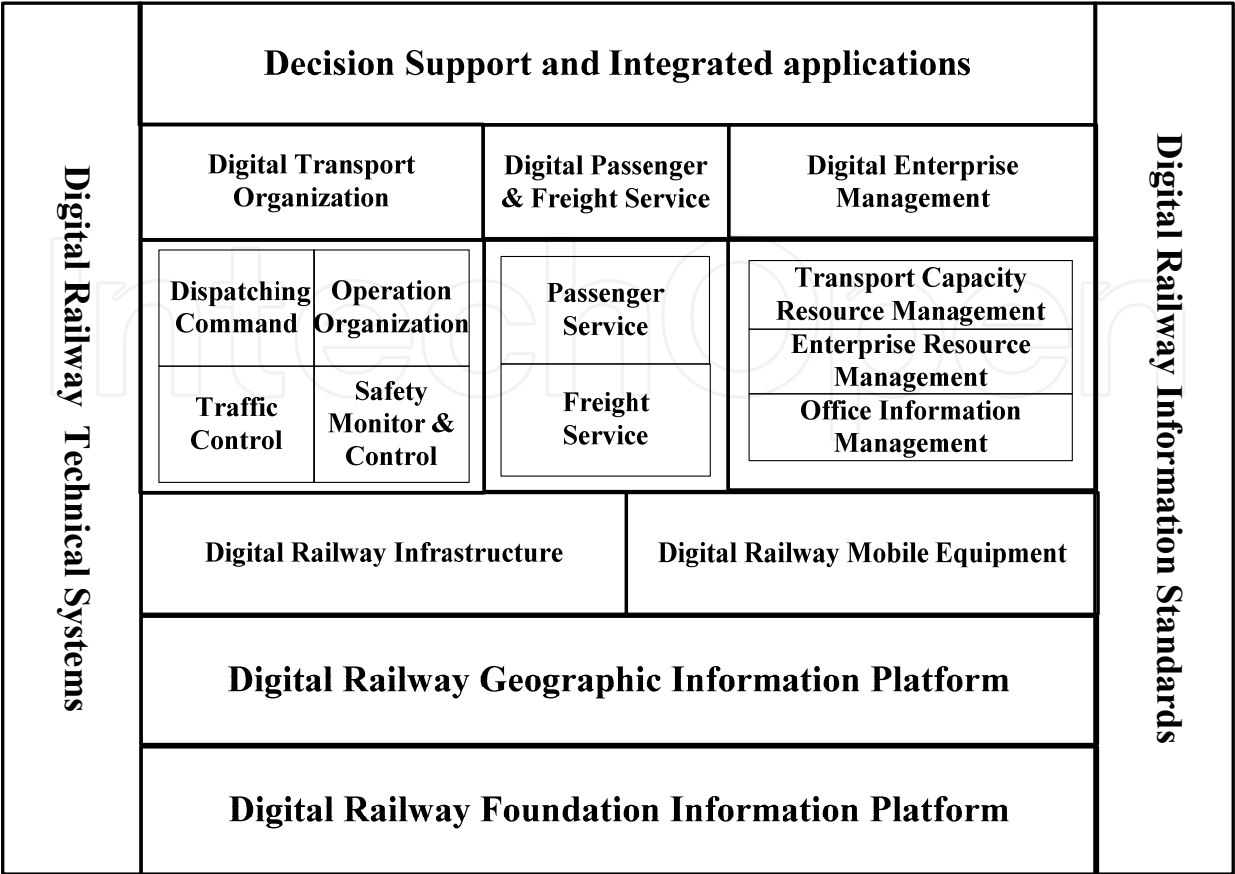 Decision Support and Integrated applications
Digital Railway Technical Systems
Digital Railway Information Standards
Digital Transport
Organization
Digital Passenger
& Freight Service
Digital Enterprise
Management
Dispatching
Command
Operation
Organization
Traffic
Control
Safety
Monitor &
Control
Passenger
Service
Freight
Service
Transport Capacity
Resource Management
Enterprise Resource
Management
Office Information
Management
IntechOpen
Digital Railway Infrastructure
Digital Railway Mobile Equipment
Digital Railway Geographic Information Platform
Digital Railway Foundation Information Platform